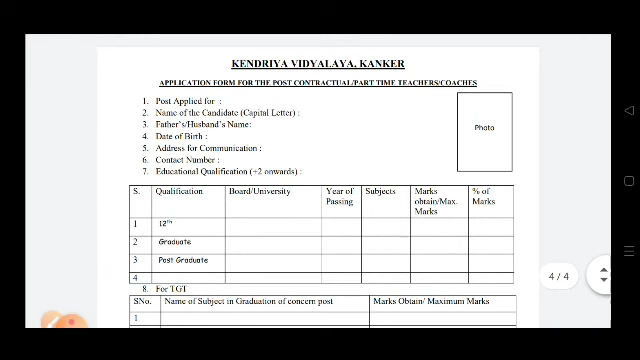 KENDRIYA VIDYALAYA, KANKER
APPLICATION FORM FOR THE POST CONTRACTUAL/PART TIME TEACHERS/COACHES
1. Post Applied for :
2. Name of the Candidate (Capital Letter) :
3. Father's/Husband's Name:
4. Date of Birth :
5. Address for Communication :
6. Contact Number :
7. Educational Qualification (+2 onwards) :
Photo
S. Qualification Board/University Year of Passing Subjects Marks obtain/Max. Marks % of Marks
1 12th
2 Graduate
3 Post Graduate
4
4/4
8. For TGT
SNo. Name of Subject in Graduation of concern post Marks Obtain/ Maximum Marks
1